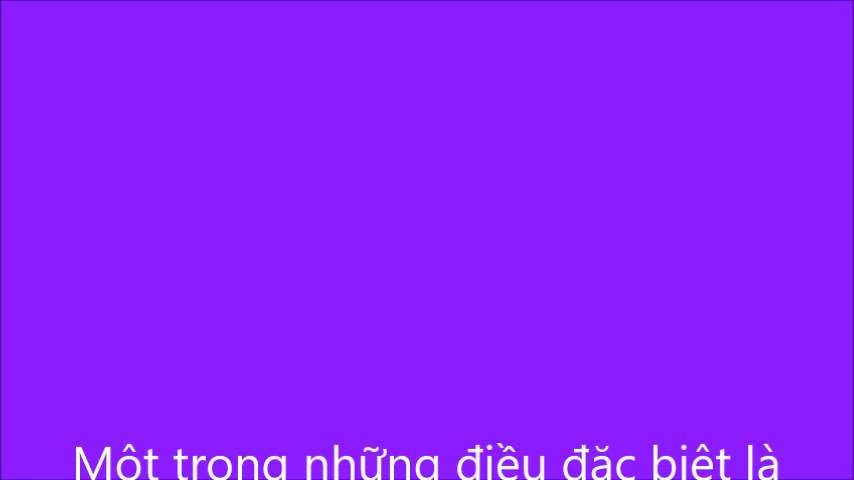 Một trong những điều đặc biệt là